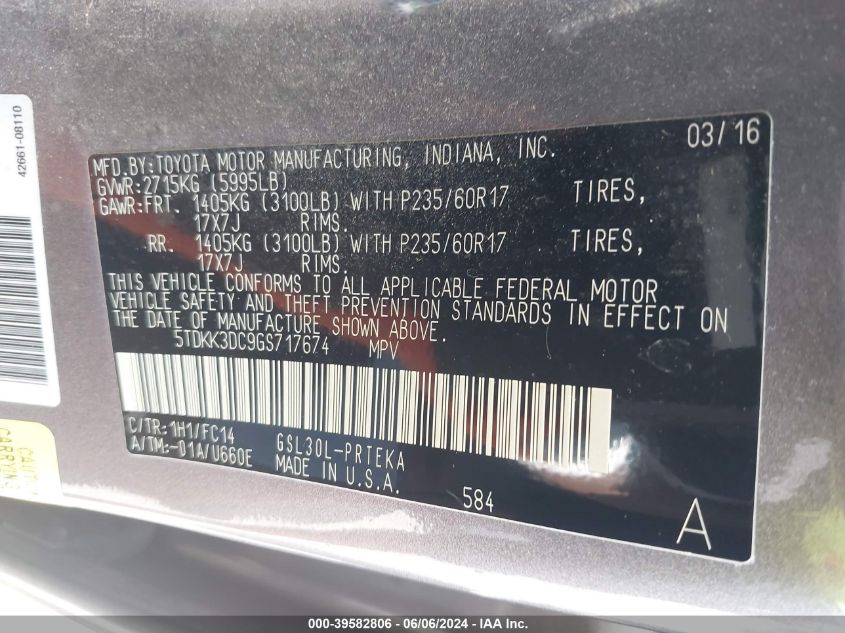 42661-08110
MFD.BY:TOYOTA MOTOR MANUFACTURING, INDIANA, INC. 03/16
GVWR:2715KG (5995LB)
GAWR:FRT. 1405KG (3100LB) WITH P235/60R17 TIRES,
17X7J RIMS.
RR. 1405KG (3100LB) WITH P235/60R17 TIRES,
17X7J RIMS.
THIS VEHICLE CONFORMS TO ALL APPLICABLE FEDERAL MOTOR
VEHICLE SAFETY AND THEFT PREVENTION STANDARDS IN EFFECT ON
THE DATE OF MANUFACTURE SHOWN ABOVE.
5TDKK3DC9GS717674 MPV
C/TR:1H1/FC14 GSL30L-PRTEKA
A/TM:-01A/U660E MADE IN U.S.A.
584
A
000-39582806 - 06/06/2024 - IAA Inc.